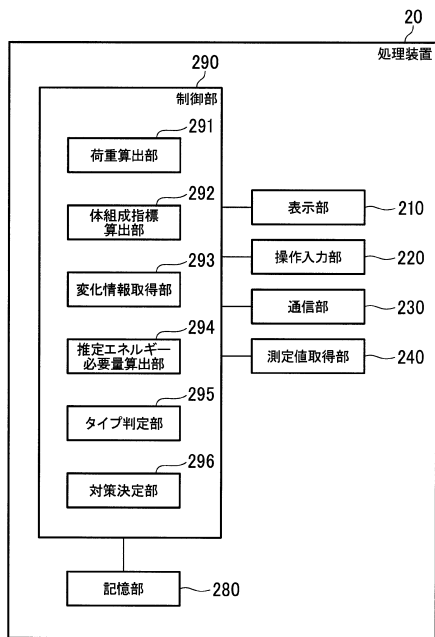 20
処理装置
290
制御部
291
荷重算出部
292
体組成指標
算出部
293
変化情報取得部
294
推定エネルギー
必要量算出部
295
タイプ判定部
296
対策決定部
表示部
210
操作入力部
220
通信部
230
測定値取得部
240
記憶部
280